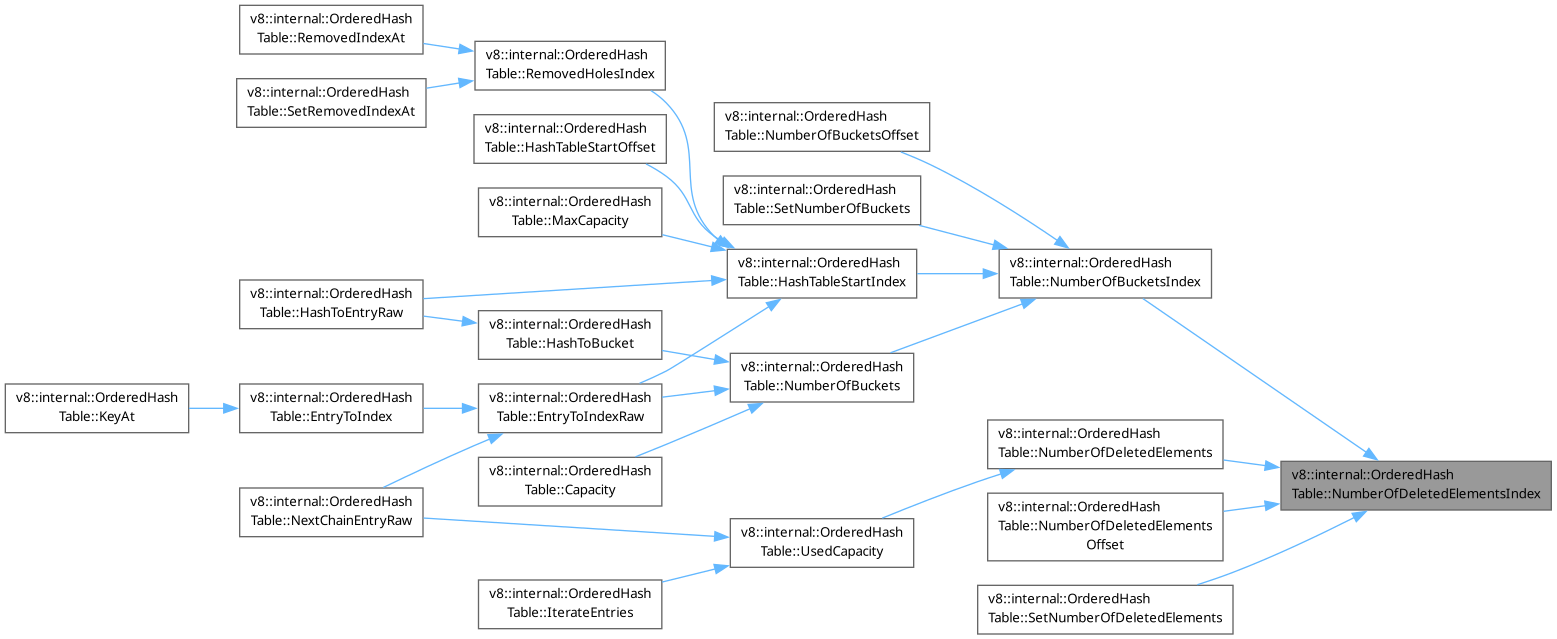 v8::internal::OrderedHash
Table::RemovedIndexAt
v8::internal::OrderedHash
Table::SetRemovedIndexAt
v8::internal::OrderedHash
Table::HashToEntryRaw
v8::internal::OrderedHash
Table::KeyAt
v8::internal::OrderedHash
Table::EntryToIndex
v8::internal::OrderedHash
Table::NextChainEntryRaw
v8::internal::OrderedHash
Table::RemovedHolesIndex
v8::internal::OrderedHash
Table::HashTableStartOffset
v8::internal::OrderedHash
Table::MaxCapacity
v8::internal::OrderedHash
Table::HashToBucket
v8::internal::OrderedHash
Table::EntryToIndexRaw
v8::internal::OrderedHash
Table::Capacity
v8::internal::OrderedHash
Table::IterateEntries
v8::internal::OrderedHash
Table::NumberOfBucketsOffset
v8::internal::OrderedHash
Table::SetNumberOfBuckets
v8::internal::OrderedHash
Table::HashTableStartIndex
v8::internal::OrderedHash
Table::NumberOfBuckets
v8::internal::OrderedHash
Table::UsedCapacity
v8::internal::OrderedHash
Table::NumberOfBucketsIndex
v8::internal::OrderedHash
Table::NumberOfDeletedElements
v8::internal::OrderedHash
Table::NumberOfDeletedElements
Offset
v8::internal::OrderedHash
Table::SetNumberOfDeletedElements
v8::internal::OrderedHash
Table::NumberOfDeletedElementsIndex